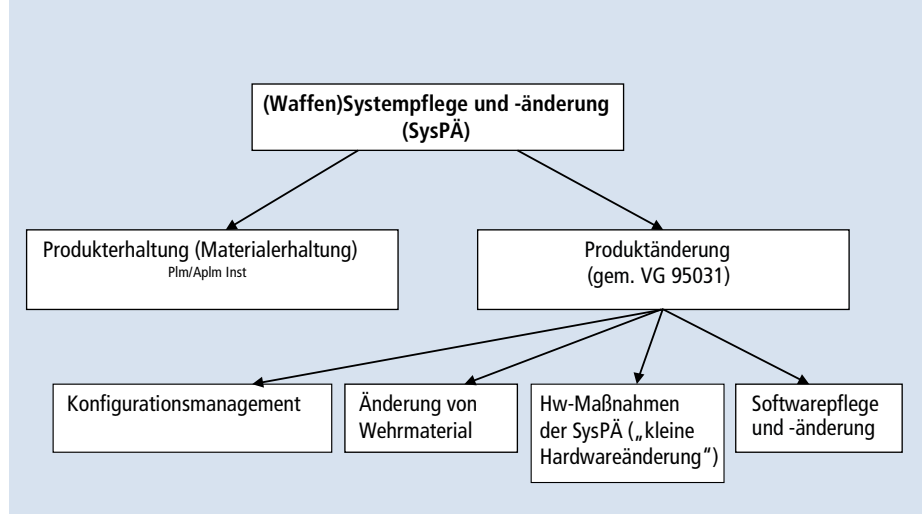 (Waffen)Systempflege und -änderung
(SysPÄ)
Produkterhaltung (Materialerhaltung)
Plm/Aplm Inst
Produktänderung
(gem. VG 95031)
Konfigurationsmanagement
Änderung von
Wehrmaterial
Hw-Maßnahmen
der SysPÄ („kleine
Hardwareänderung“)
Softwarepflege
und -änderung